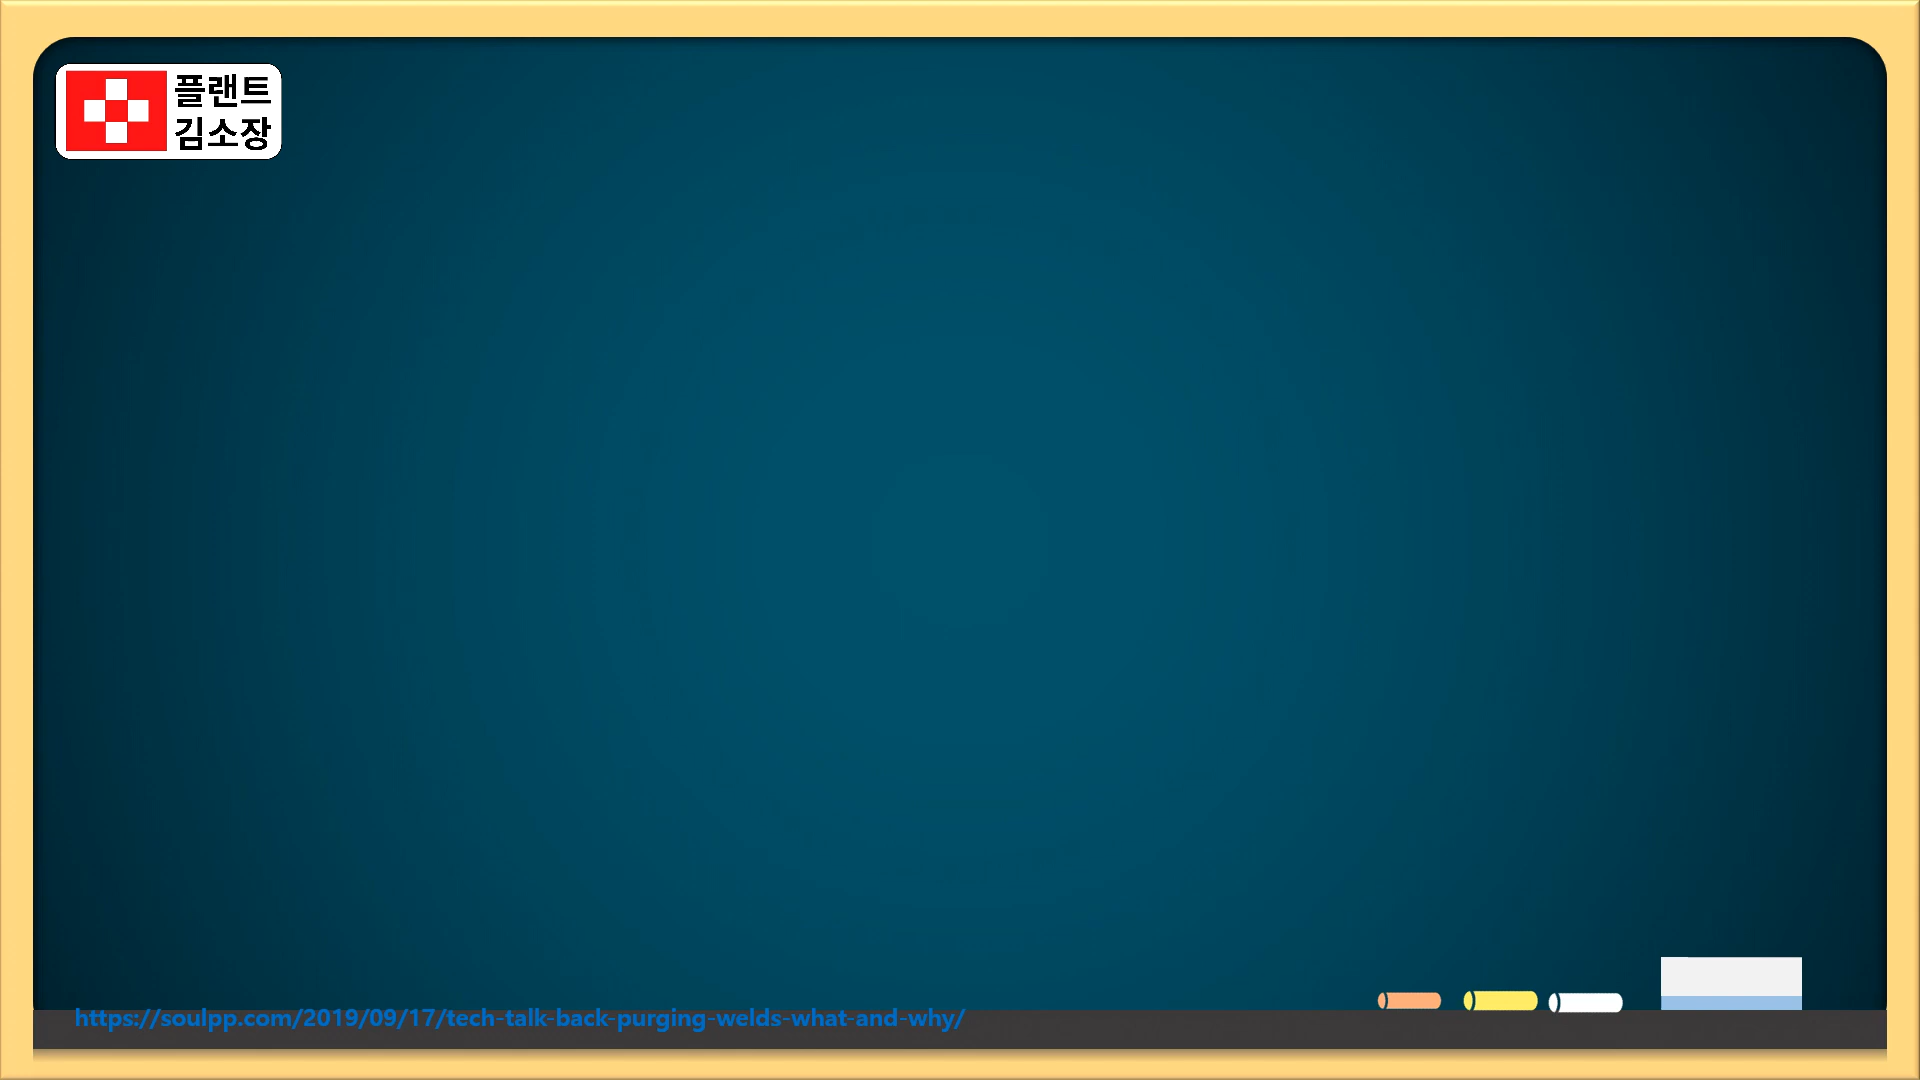 플랜트
김소장
https://soulpp.com/2019/09/17/tech-talk-back-purging-welds-what-and-why/